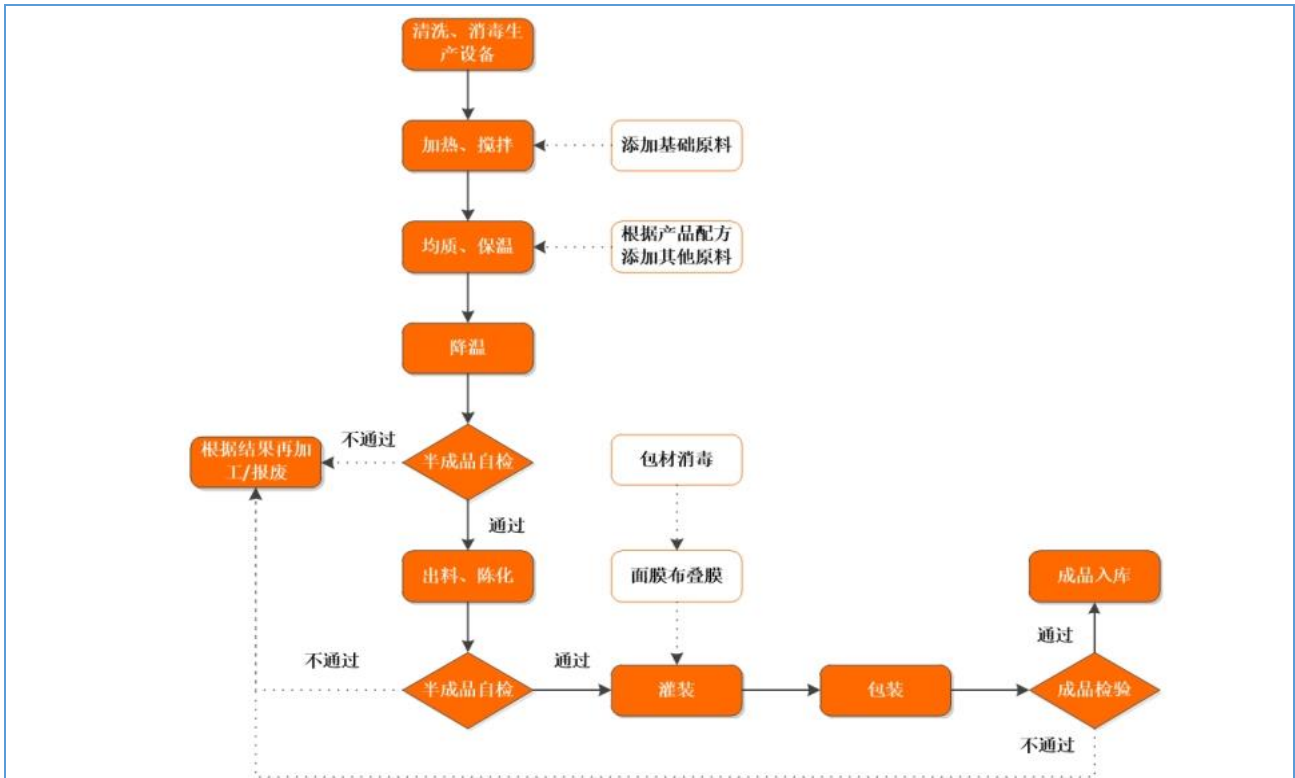 清洗、消毒生
产设备
加热、搅拌
添加基础原料
均质、保温
根据产品配方
添加其他原料
降温
根据结果再加
工/报废
不通过
半成品自检
包材消毒
通过
出料、陈化
面膜布叠膜
成品入库
通过
不通过
半成品自检
通过
灌装
包装
成品检验
不通过